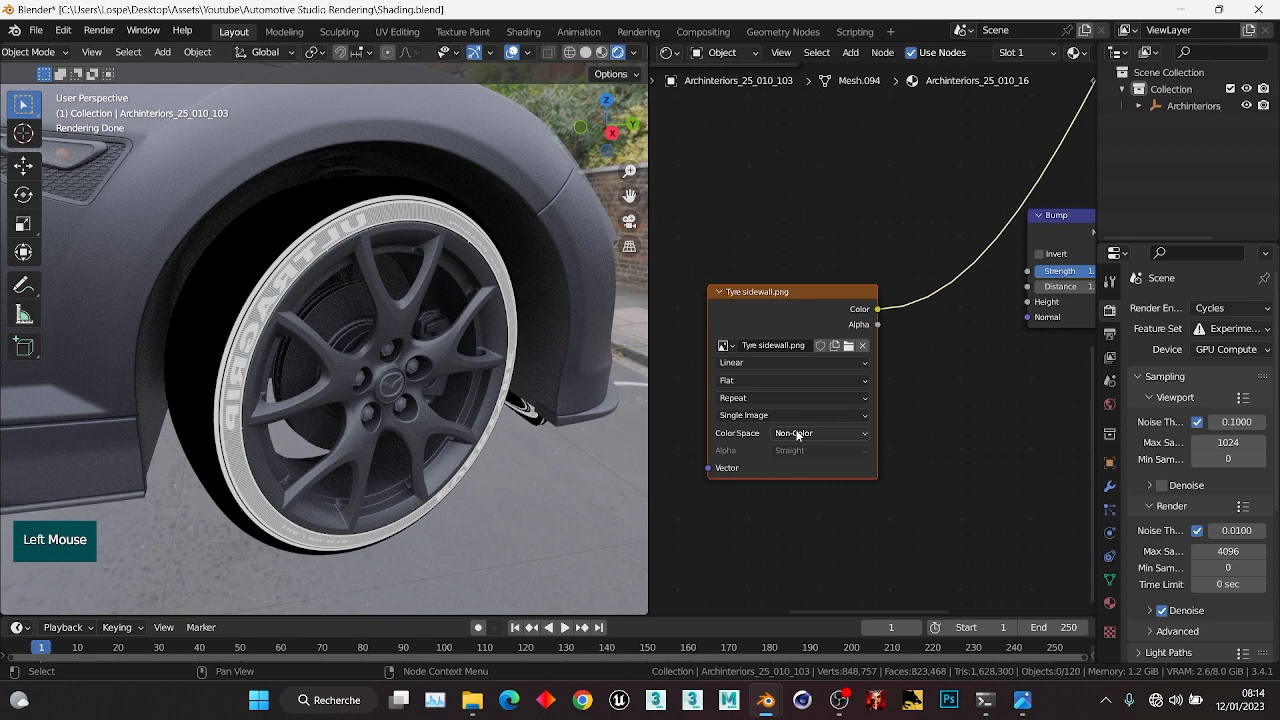 Blender* [C:\Users\Lospe\Desktop\Assets\Youtube\Automotive Studio Rendering\Shading.blend]
File Edit Render Window Help Layout Modeling Sculpting UV Editing Texture Paint Shading Animation Rendering Compositing Geometry Nodes Scripting + Scene ViewLayer
Object Mode View Select Add Object Global Object View Select Add Node Use Nodes Slot 1
Options
User Perspective
(1) Collection | Archinteriors_25_010_103
Rendering Done
Z
Y
X
Left Mouse
Archinteriors_25_010_103 > Mesh.094 > Archinteriors_25_010_16
Tyre sidewall.png
Color
Alpha
Tyre sidewall.png
Linear
Flat
Repeat
Single Image
Color Space Non-Color
Alpha Straight
Vector
Bump
N
Invert
Strength 1.
Distance 1.
Height
Normal
Scene Collection
Collection
Archinteriors
Scene
Render En... Cycles
Feature Set Experime...
Device GPU Compute
Sampling
Viewport
Noise Th... 0.1000
Max Sa... 1024
Min Sam... 0
Denoise
Render
Noise Th... 0.0100
Max Sa... 4096
Min Sam... 0
Time Limit 0 sec
Denoise
Advanced
Light Paths
Playback Keying View Marker 1 Start 1 End 250
1 10 20 30 40 50 60 70 80 90 100 110 120 130 140 150 160 170 180 190 200 210 220 230 240 250
Select Pan View Node Context Menu Collection | Archinteriors_25_010_103 | Verts:848,757 | Faces:823,468 | Tris:1,628,300 | Objects:0/120 | Memory: 1.2 GiB | VRAM: 2.6/8.0 GiB | 3.4.1
Recherche
08:14
12/01/2023